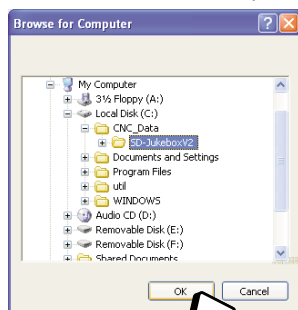 Browse for Computer
My Computer
3½ Floppy (A:)
Local Disk (C:)
CNC_Data
SD-JukeboxV2
Documents and Settings
Program Files
util
WINDOWS
Audio CD (D:)
Removable Disk (E:)
Removable Disk (F:)
Shared Documents
OK
Cancel